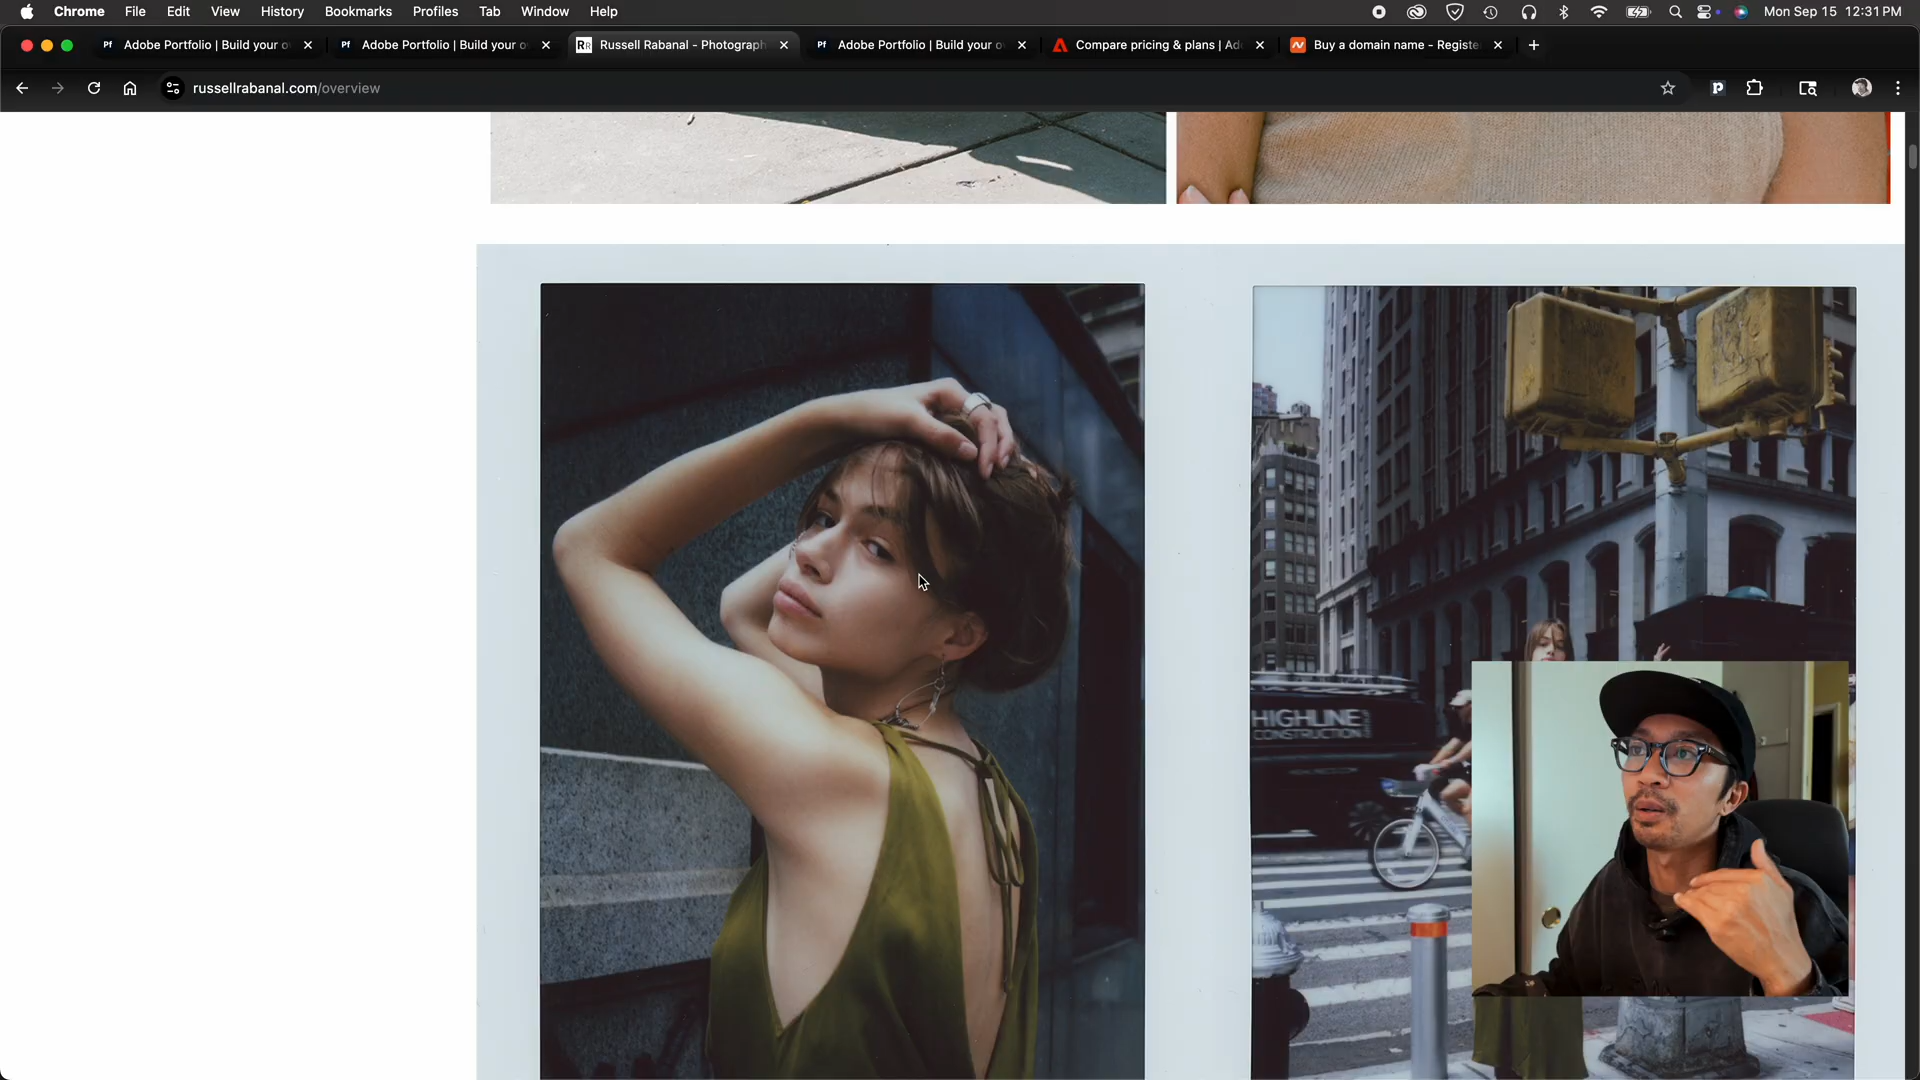 Chrome File Edit View History Bookmarks Profiles Tab Window Help Mon Sep 15 12:31 PM
Adobe Portfolio | Build your o Adobe Portfolio | Build your o Russell Rabanal - Photograph Adobe Portfolio | Build your o Compare pricing & plans | Ad Buy a domain name - Registe
russellrabanal.com/overview
HIGHLINE
CONSTRUCTION